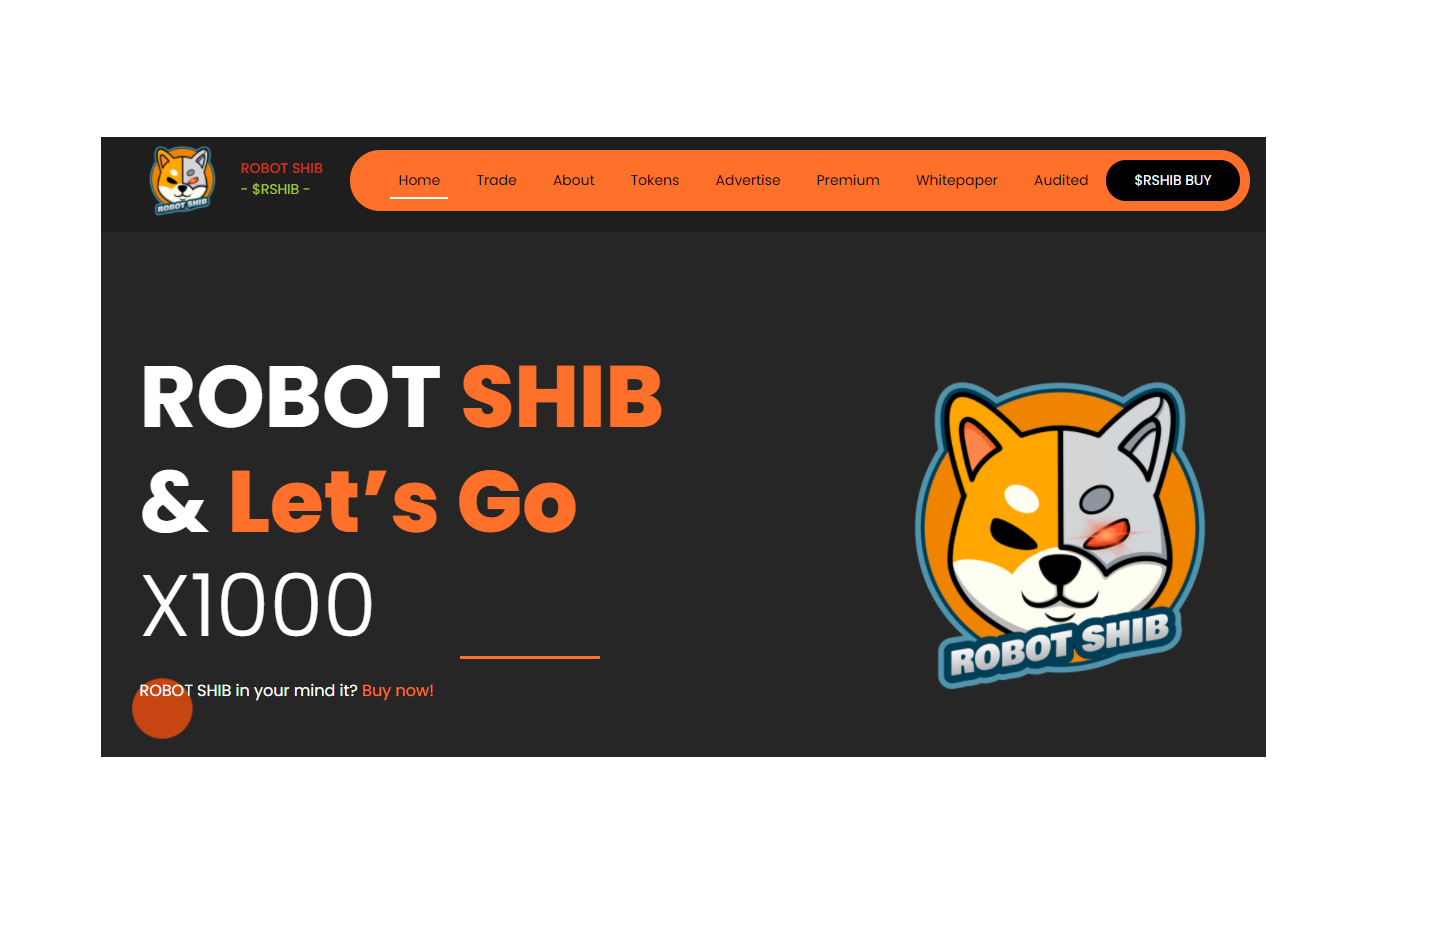 ROBOT SHIB
- $RSHIB -
Home Trade About Tokens Advertise Premium Whitepaper Audited $RSHIB BUY
ROBOT SHIB
& Let’s Go
X1000
ROBOT SHIB in your mind it? Buy now!
ROBOT SHIB
ROBOT SHIB